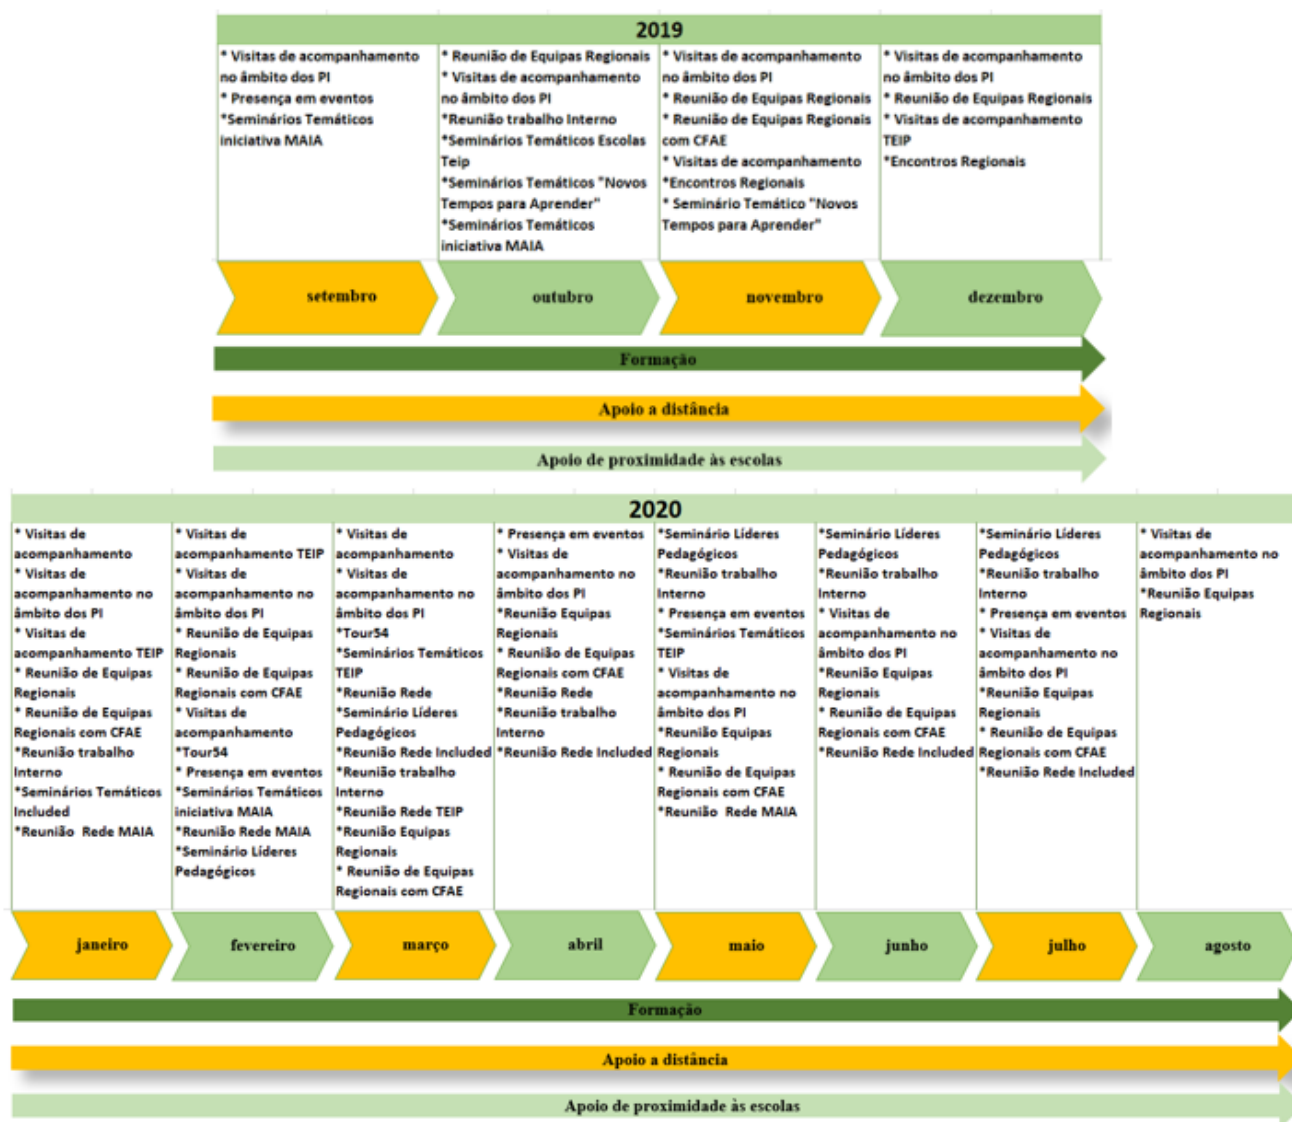 2019
* Visitas de acompanhamento
no âmbito dos PI
* Presença em eventos
*Seminários Temáticos
iniciativa MAIA
* Reunião de Equipas Regionais
* Visitas de acompanhamento
no âmbito dos PI
*Reunião trabalho Interno
*Seminários Temáticos Escolas
Teip
*Seminários Temáticos "Novos
Tempos para Aprender"
*Seminários Temáticos
iniciativa MAIA
* Visitas de acompanhamento
no âmbito dos PI
* Reunião de Equipas Regionais
* Reunião de Equipas Regionais
com CFAE
* Visitas de acompanhamento
*Encontros Regionais
* Seminário Temático "Novos
Tempos para Aprender"
* Visitas de acompanhamento
no âmbito dos PI
* Reunião de Equipas Regionais
* Visitas de acompanhamento
TEIP
*Encontros Regionais
setembro
outubro
novembro
dezembro
Formação
Apoio a distância
Apoio de proximidade às escolas
2020
* Visitas de
acompanhamento
* Visitas de
acompanhamento no
âmbito dos PI
* Visitas de
acompanhamento TEIP
* Reunião de Equipas
Regionais
* Reunião de Equipas
Regionais com CFAE
*Reunião trabalho
Interno
*Seminários Temáticos
Included
*Reunião Rede MAIA
* Visitas de
acompanhamento TEIP
* Visitas de
acompanhamento no
âmbito dos PI
* Reunião de Equipas
Regionais
* Reunião de Equipas
Regionais com CFAE
* Visitas de
acompanhamento
*Tour54
* Presença em eventos
*Seminários Temáticos
iniciativa MAIA
*Reunião Rede MAIA
*Seminário Líderes
Pedagógicos
* Visitas de
acompanhamento
* Visitas de
acompanhamento no
âmbito dos PI
*Tour54
*Seminários Temáticos
TEIP
*Reunião Rede
*Seminário Líderes
Pedagógicos
*Reunião Rede Included
*Reunião trabalho
Interno
*Reunião Rede TEIP
*Reunião Equipas
Regionais
* Reunião de Equipas
Regionais com CFAE
* Presença em eventos
* Visitas de
acompanhamento no
âmbito dos PI
*Reunião Equipas
Regionais
* Reunião de Equipas
Regionais com CFAE
*Reunião Rede
*Reunião trabalho
Interno
*Reunião Rede Included
*Seminário Líderes
Pedagógicos
*Reunião trabalho
Interno
* Presença em eventos
*Seminários Temáticos
TEIP
* Visitas de
acompanhamento no
âmbito dos PI
*Reunião Equipas
Regionais
* Reunião de Equipas
Regionais com CFAE
*Reunião Rede MAIA
*Seminário Líderes
Pedagógicos
*Reunião trabalho
Interno
* Visitas de
acompanhamento no
âmbito dos PI
*Reunião Equipas
Regionais
* Reunião de Equipas
Regionais com CFAE
*Reunião Rede Included
*Seminário Líderes
Pedagógicos
*Reunião trabalho
Interno
* Presença em eventos
* Visitas de
acompanhamento no
âmbito dos PI
*Reunião Equipas
Regionais
* Reunião de Equipas
Regionais com CFAE
*Reunião Rede Included
* Visitas de
acompanhamento no
âmbito dos PI
*Reunião Equipas
Regionais
janeiro
fevereiro
março
abril
maio
junho
julho
agosto
Formação
Apoio a distância
Apoio de proximidade às escolas